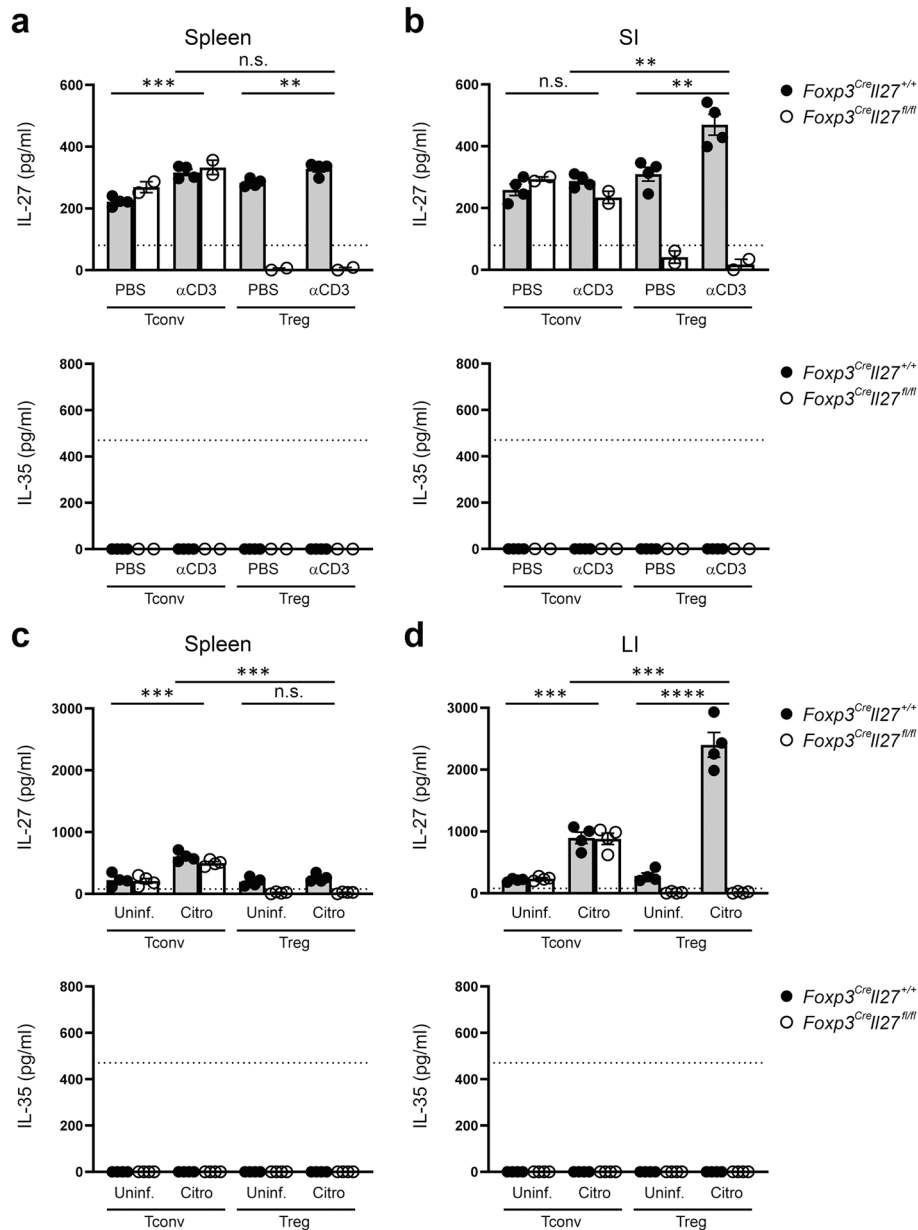 a
Spleen
n.s.
***
**
600
400
200
0
IL-27 (pg/ml)
PBS
αCD3
PBS
αCD3
Tconv
Treg
b
SI
**
n.s.
**
600
400
200
0
IL-27 (pg/ml)
PBS
αCD3
PBS
αCD3
Tconv
Treg
Foxp3CreIl27+/+
Foxp3CreIl27fl/fl
800
600
400
200
0
IL-35 (pg/ml)
PBS
αCD3
PBS
αCD3
Tconv
Treg
800
600
400
200
0
IL-35 (pg/ml)
PBS
αCD3
PBS
αCD3
Tconv
Treg
Foxp3CreIl27+/+
Foxp3CreIl27fl/fl
c
Spleen
***
***
n.s.
3000
2000
1000
0
IL-27 (pg/ml)
Uninf.
Citro
Uninf.
Citro
Tconv
Treg
d
LI
***
***
****
3000
2000
1000
0
IL-27 (pg/ml)
Uninf.
Citro
Uninf.
Citro
Tconv
Treg
Foxp3CreIl27+/+
Foxp3CreIl27fl/fl
800
600
400
200
0
IL-35 (pg/ml)
Uninf.
Citro
Uninf.
Citro
Tconv
Treg
800
600
400
200
0
IL-35 (pg/ml)
Uninf.
Citro
Uninf.
Citro
Tconv
Treg
Foxp3CreIl27+/+
Foxp3CreIl27fl/fl